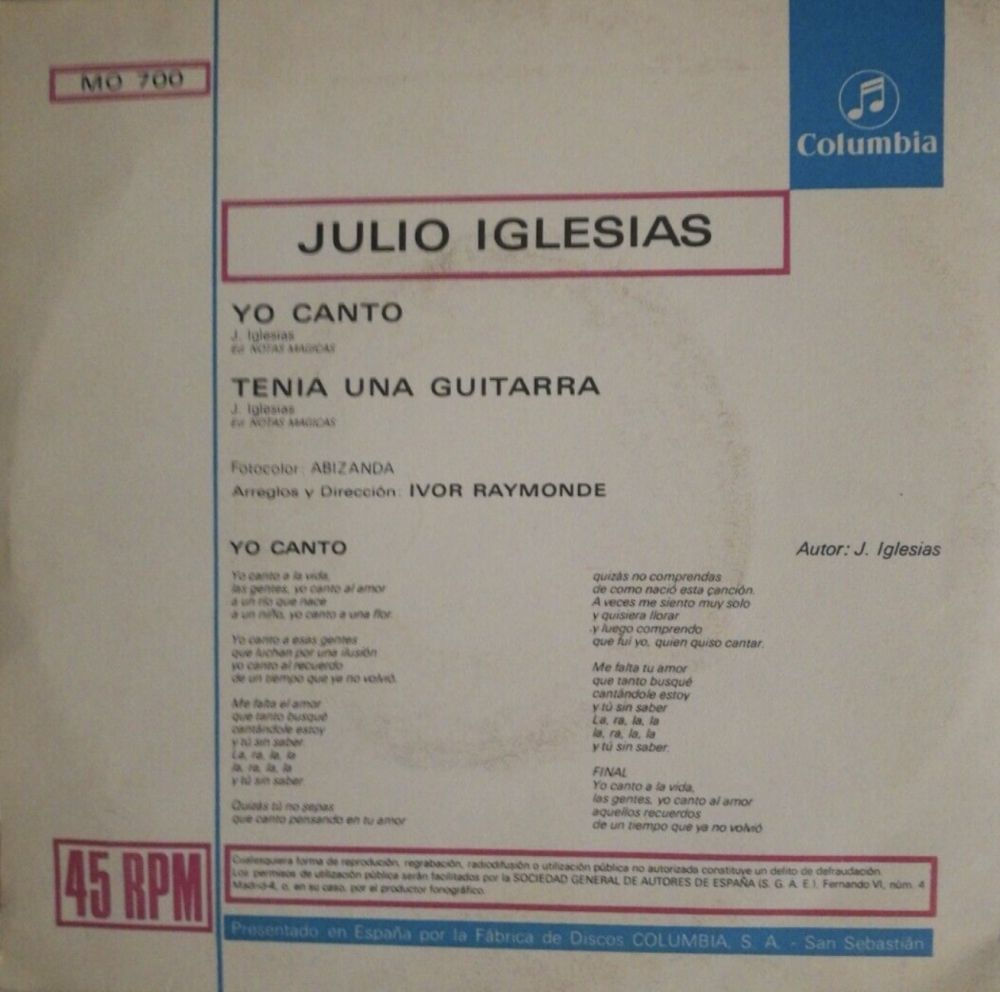 MO 700
Columbia
JULIO IGLESIAS
YO CANTO
J. Iglesias
Ed. NOTAS MAGICAS
TENIA UNA GUITARRA
J. Iglesias
Ed. NOTAS MAGICAS
Fotocolor: ABIZANDA
Arreglos y Dirección: IVOR RAYMONDE
YO CANTO
Autor: J. Iglesias
Yo canto a la vida,
las gentes, yo canto al amor
a un río que nace
a un niño, yo canto a una flor.
Yo canto a esas gentes
que luchan por una ilusión
yo canto al recuerdo
de un tiempo que ya no volvió.
Me falta el amor
que tanto busqué
cantándole estoy
y tú sin saber.
La, ra, la, la
la, ra, la, la
y tú sin saber.
Quizás tú no sepas
que canto pensando en tu amor
quizás no comprendas
de como nació esta canción.
A veces me siento muy solo
y quisiera llorar
y luego comprendo
que fui yo, quien quiso cantar.
Me falta tu amor
que tanto busqué
cantándole estoy
y tú sin saber
La, ra, la, la
la, ra, la, la
y tú sin saber.
FINAL
Yo canto a la vida,
las gentes, yo canto al amor
aquellos recuerdos
de un tiempo que ya no volvió
45 RPM
Cualesquiera forma de reproducción, regrabación, radiodifusión o utilización pública no autorizada constituye un delito de defraudación.
Los permisos de utilización pública serán facilitados por la SOCIEDAD GENERAL DE AUTORES DE ESPAÑA (S. G. A. E.), Fernando VI, núm. 4
Madrid-4, o, en su caso, por el productor fonográfico.
Presentado en España por la Fábrica de Discos COLUMBIA, S. A. - San Sebastián